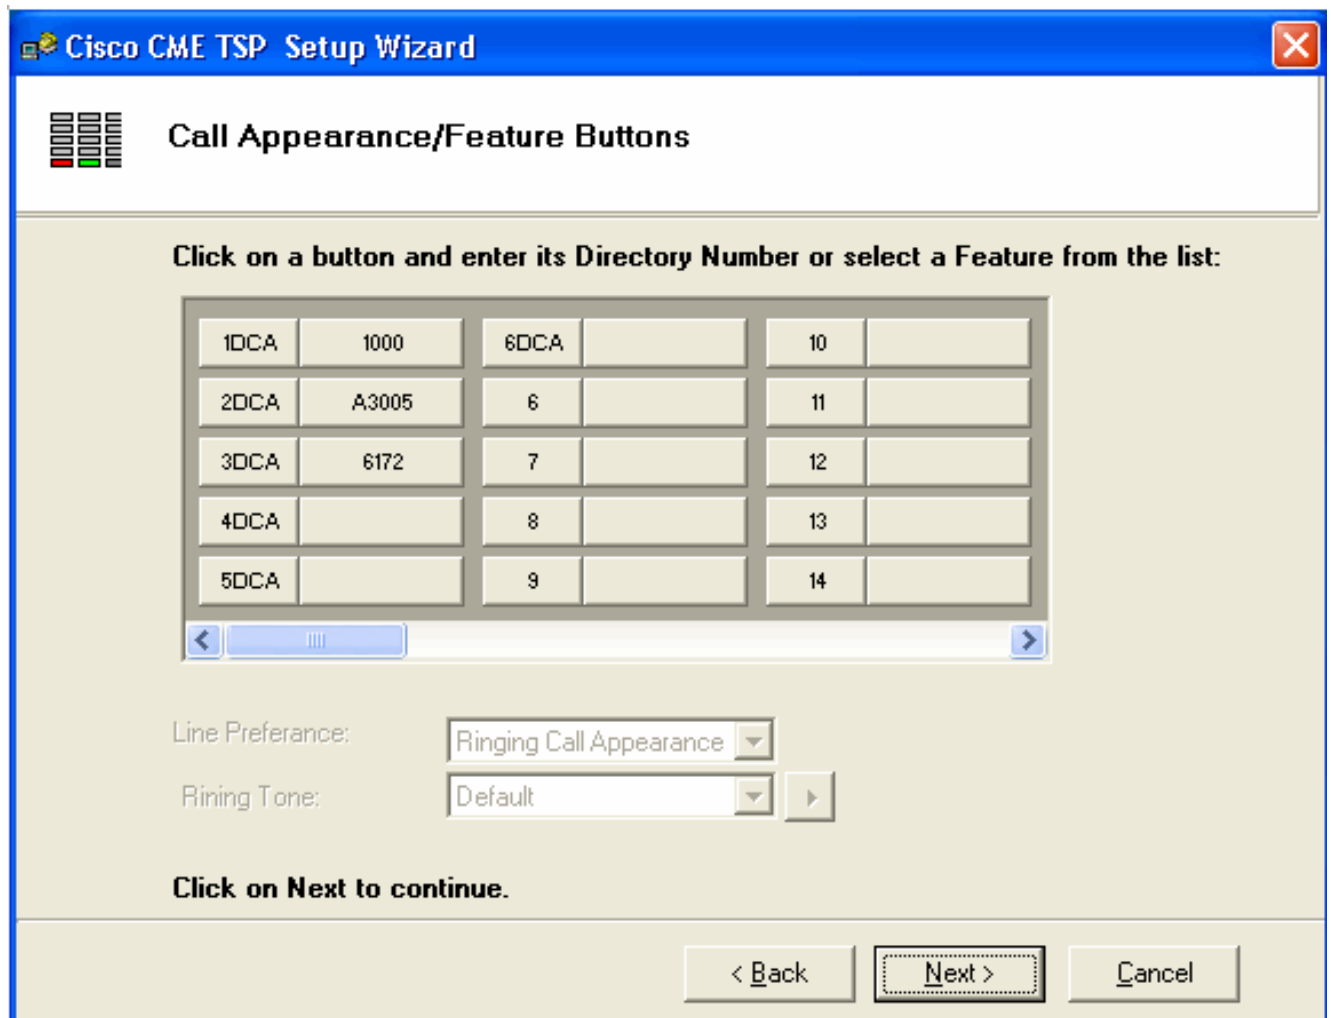 Cisco CME TSP  Setup Wizard
Call Appearance/Feature Buttons
Click on a button and enter its Directory Number or select a Feature from the list:
1DCA 1000 6DCA 10
2DCA A3005 6 11
3DCA 6172 7 12
4DCA 8 13
5DCA 9 14
Line Preferance: Ringing Call Appearance
Rining Tone: Default
Click on Next to continue.
< Back Next > Cancel